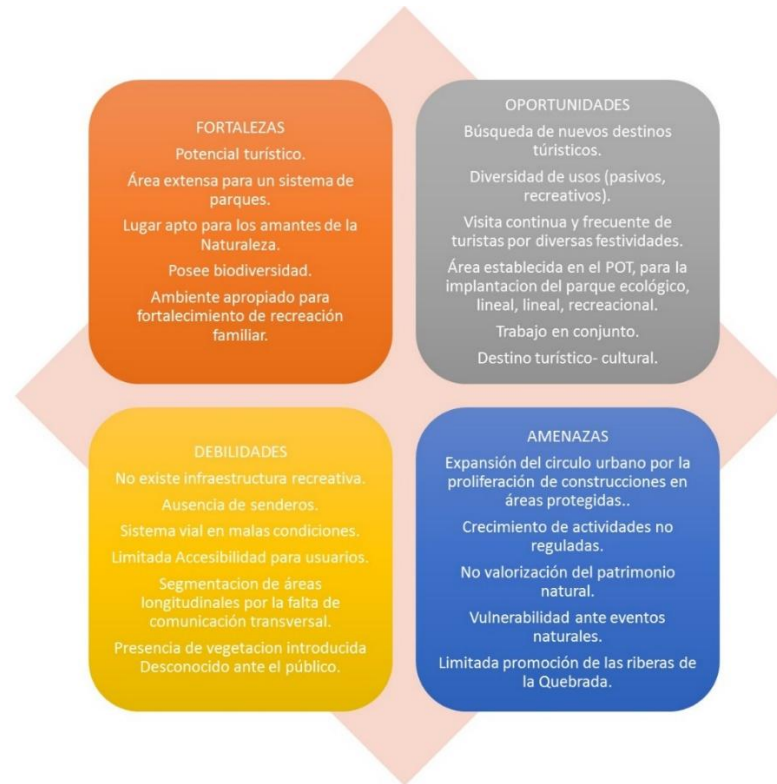 FORTALEZAS
Potencial turístico.
Área extensa para un sistema de
parques.
Lugar apto para los amantes de la
Naturaleza.
Posee biodiversidad.
Ambiente apropiado para
fortalecimiento de recreación
familiar.
OPORTUNIDADES
Búsqueda de nuevos destinos
túristicos.
Diversidad de usos (pasivos,
recreativos).
Visita continua y frecuente de
turistas por diversas festividades.
Área establecida en el POT, para la
implantacion del parque ecológico,
lineal, lineal, recreacional.
Trabajo en conjunto.
Destino turístico- cultural.
DEBILIDADES
No existe infraestructura recreativa.
Ausencia de senderos.
Sistema vial en malas condiciones.
Limitada Accesibilidad para usuarios.
Segmentacion de áreas
longitudinales por la falta de
comunicación transversal.
Presencia de vegetacion introducida
Desconocido ante el público.
AMENAZAS
Expansión del circulo urbano por la
proliferación de construcciones en
áreas protegidas..
Crecimiento de actividades no
reguladas.
No valorización del patrimonio
natural.
Vulnerabilidad ante eventos
naturales.
Limitada promoción de las riberas de
la Quebrada.